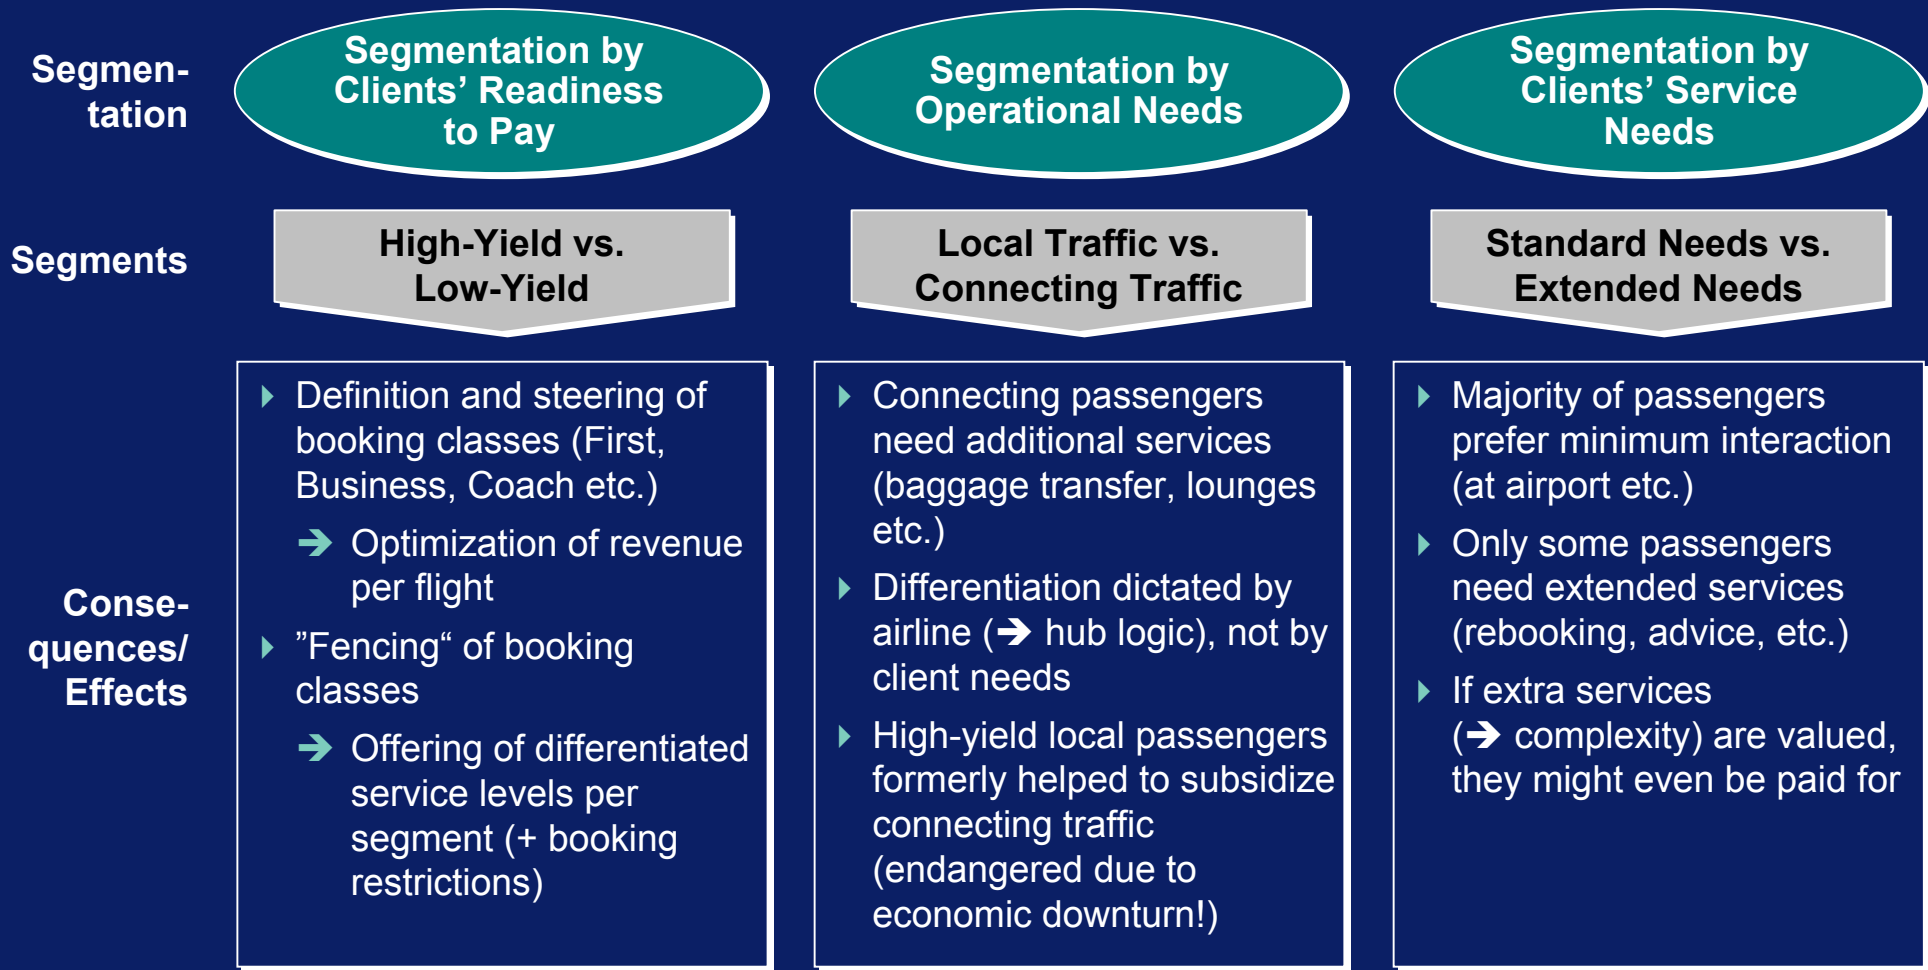 Segmen-
tation
Segmentation by
Clients’ Readiness
to Pay
Segmentation by
Operational Needs
Segmentation by
Clients’ Service
Needs
Segments
High-Yield vs.
Low-Yield
Local Traffic vs.
Connecting Traffic
Standard Needs vs.
Extended Needs
Conse-
quences/
Effects
Definition and steering of
booking classes (First,
Business, Coach etc.)
➔ Optimization of revenue
per flight
”Fencing“ of booking
classes
➔ Offering of differentiated
service levels per
segment (+ booking
restrictions)
Connecting passengers
need additional services
(baggage transfer, lounges
etc.)
Differentiation dictated by
airline (➔ hub logic), not by
client needs
High-yield local passengers
formerly helped to subsidize
connecting traffic
(endangered due to
economic downturn!)
Majority of passengers
prefer minimum interaction
(at airport etc.)
Only some passengers
need extended services
(rebooking, advice, etc.)
If extra services
(➔ complexity) are valued,
they might even be paid for